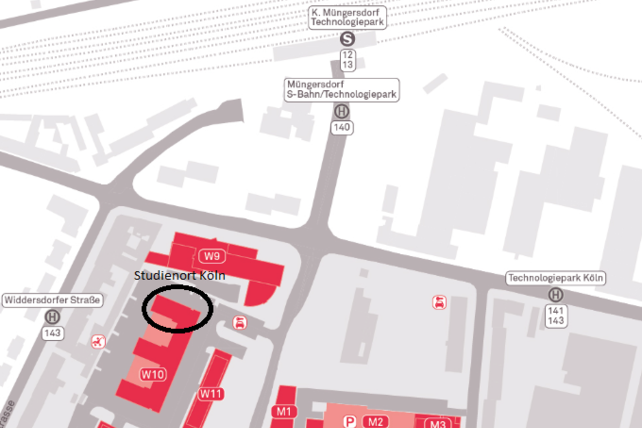 K. Müngersdorf
Technologiepark
S
12
13
Müngersdorf
S-Bahn/Technologiepark
H
140
W9
Studienort Köln
Technologiepark Köln
H
141
143
Widdersdorfer Straße
H
143
W10
W11
M1
P
M2
M3
rasse